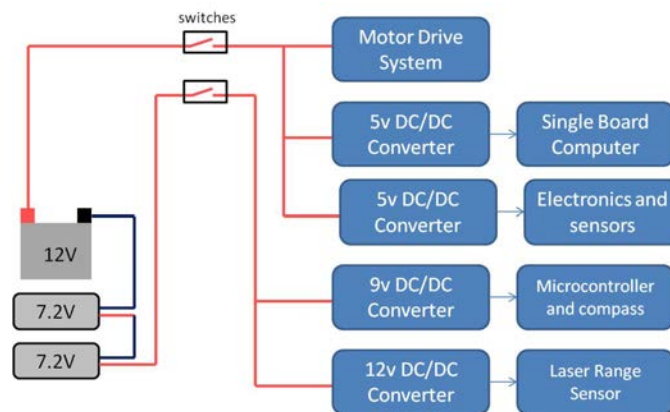 switches
Motor Drive
System
5v DC/DC
Converter
Single Board
Computer
5v DC/DC
Converter
Electronics and
sensors
12V
9v DC/DC
Converter
Microcontroller
and compass
7.2V
7.2V
12v DC/DC
Converter
Laser Range
Sensor